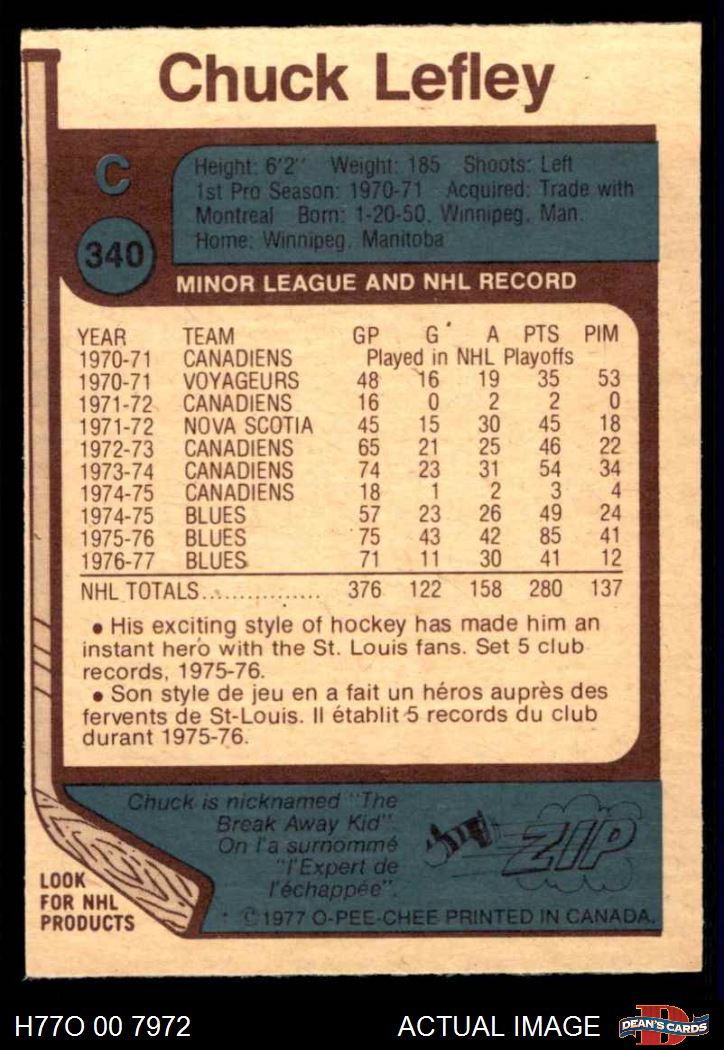 Chuck Lefley
C
Height: 6'2" Weight: 185 Shoots: Left
1st Pro Season: 1970-71 Acquired: Trade with
Montreal Born: 1-20-50, Winnipeg, Man.
Home: Winnipeg, Manitoba
340
MINOR LEAGUE AND NHL RECORD
YEAR TEAM GP G A PTS PIM
1970-71 CANADIENS Played in NHL Playoffs
1970-71 VOYAGEURS 48 16 19 35 53
1971-72 CANADIENS 16 0 2 2 0
1971-72 NOVA SCOTIA 45 15 30 45 18
1972-73 CANADIENS 65 21 25 46 22
1973-74 CANADIENS 74 23 31 54 34
1974-75 CANADIENS 18 1 2 3 4
1974-75 BLUES 57 23 26 49 24
1975-76 BLUES 75 43 42 85 41
1976-77 BLUES 71 11 30 41 12
NHL TOTALS................ 376 122 158 280 137
• His exciting style of hockey has made him an
instant hero with the St. Louis fans. Set 5 club
records, 1975-76.
• Son style de jeu en a fait un héros auprès des
fervents de St-Louis. Il établit 5 records du club
durant 1975-76.
Chuck is nicknamed "The
Break Away Kid".
On l'a surnommé
"l'Expert de
l'échappée".
ZIP
LOOK
FOR NHL
PRODUCTS
©1977 O-PEE-CHEE PRINTED IN CANADA.
H77O 00 7972 ACTUAL IMAGE
D
DEAN'S CARDS